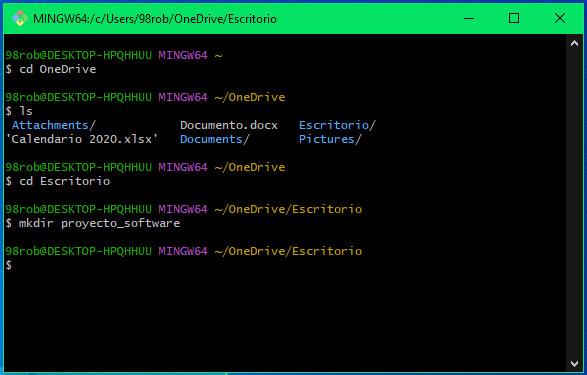 MINGW64:/c/Users/98rob/OneDrive/Escritorio
98rob@DESKTOP-HPQHHUU MINGW64 ~
$ cd OneDrive
98rob@DESKTOP-HPQHHUU MINGW64 ~/OneDrive
$ ls
Attachments/ Documento.docx Escritorio/
'Calendario 2020.xlsx' Documents/ Pictures/
98rob@DESKTOP-HPQHHUU MINGW64 ~/OneDrive
$ cd Escritorio
98rob@DESKTOP-HPQHHUU MINGW64 ~/OneDrive/Escritorio
$ mkdir proyecto_software
98rob@DESKTOP-HPQHHUU MINGW64 ~/OneDrive/Escritorio
$